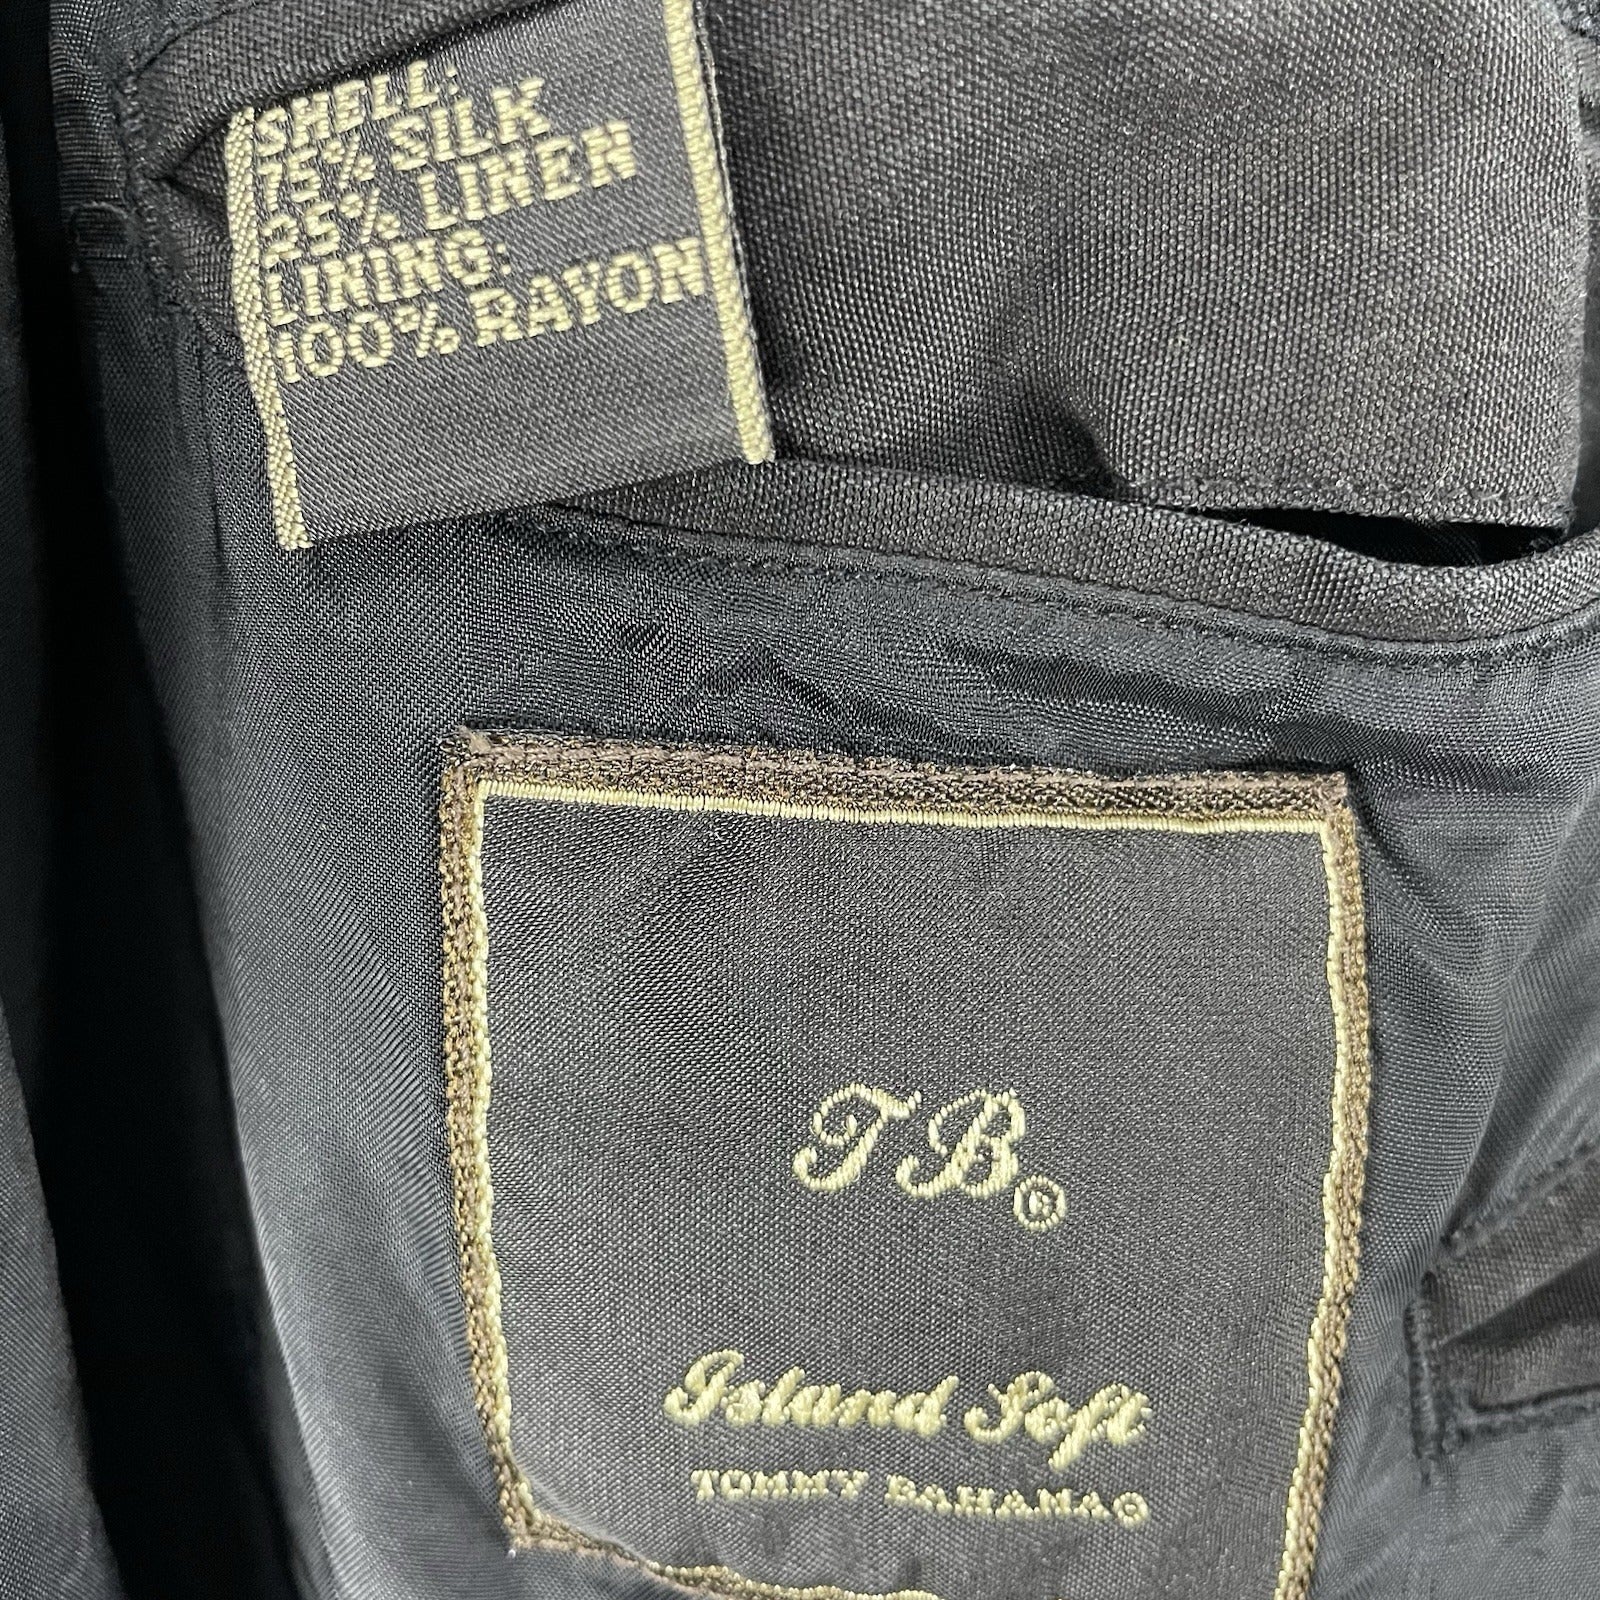 SHELL:
75% SILK
25% LINEN
LINING:
100% RAYON
TB®
Island Soft
TOMMY BAHAMA®